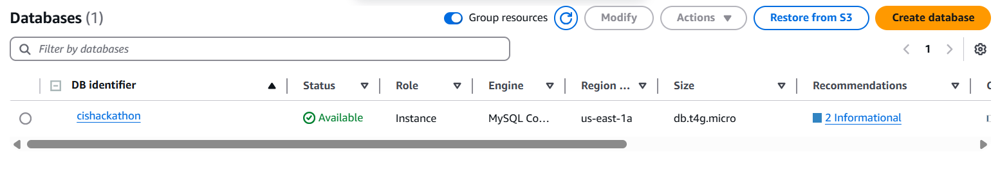 Databases (1)
Group resources
Modify
Actions
Restore from S3
Create database
Filter by databases
1
DB identifier Status Role Engine Region ... Size Recommendations
cishackathon Available Instance MySQL Co... us-east-1a db.t4g.micro 2 Informational